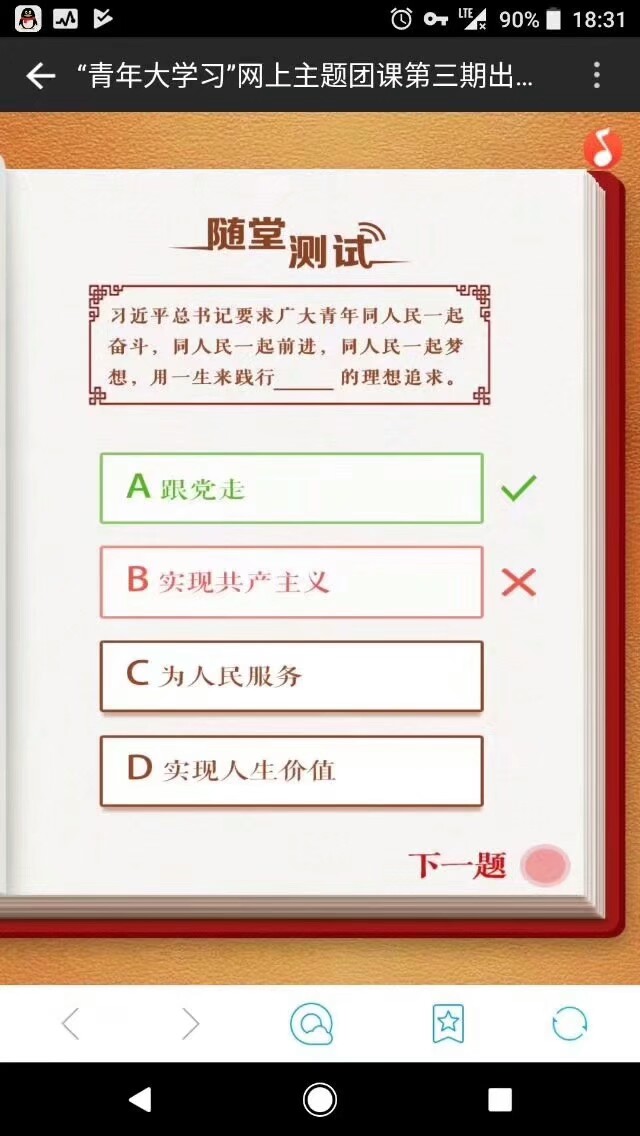 LTE 90% 18:31
“青年大学习”网上主题团课第三期出...
随堂测试
习近平总书记要求广大青年同人民一起
奋斗，同人民一起前进，同人民一起梦
想，用一生来践行_____的理想追求。
A 跟党走
B 实现共产主义
C 为人民服务
D 实现人生价值
下一题